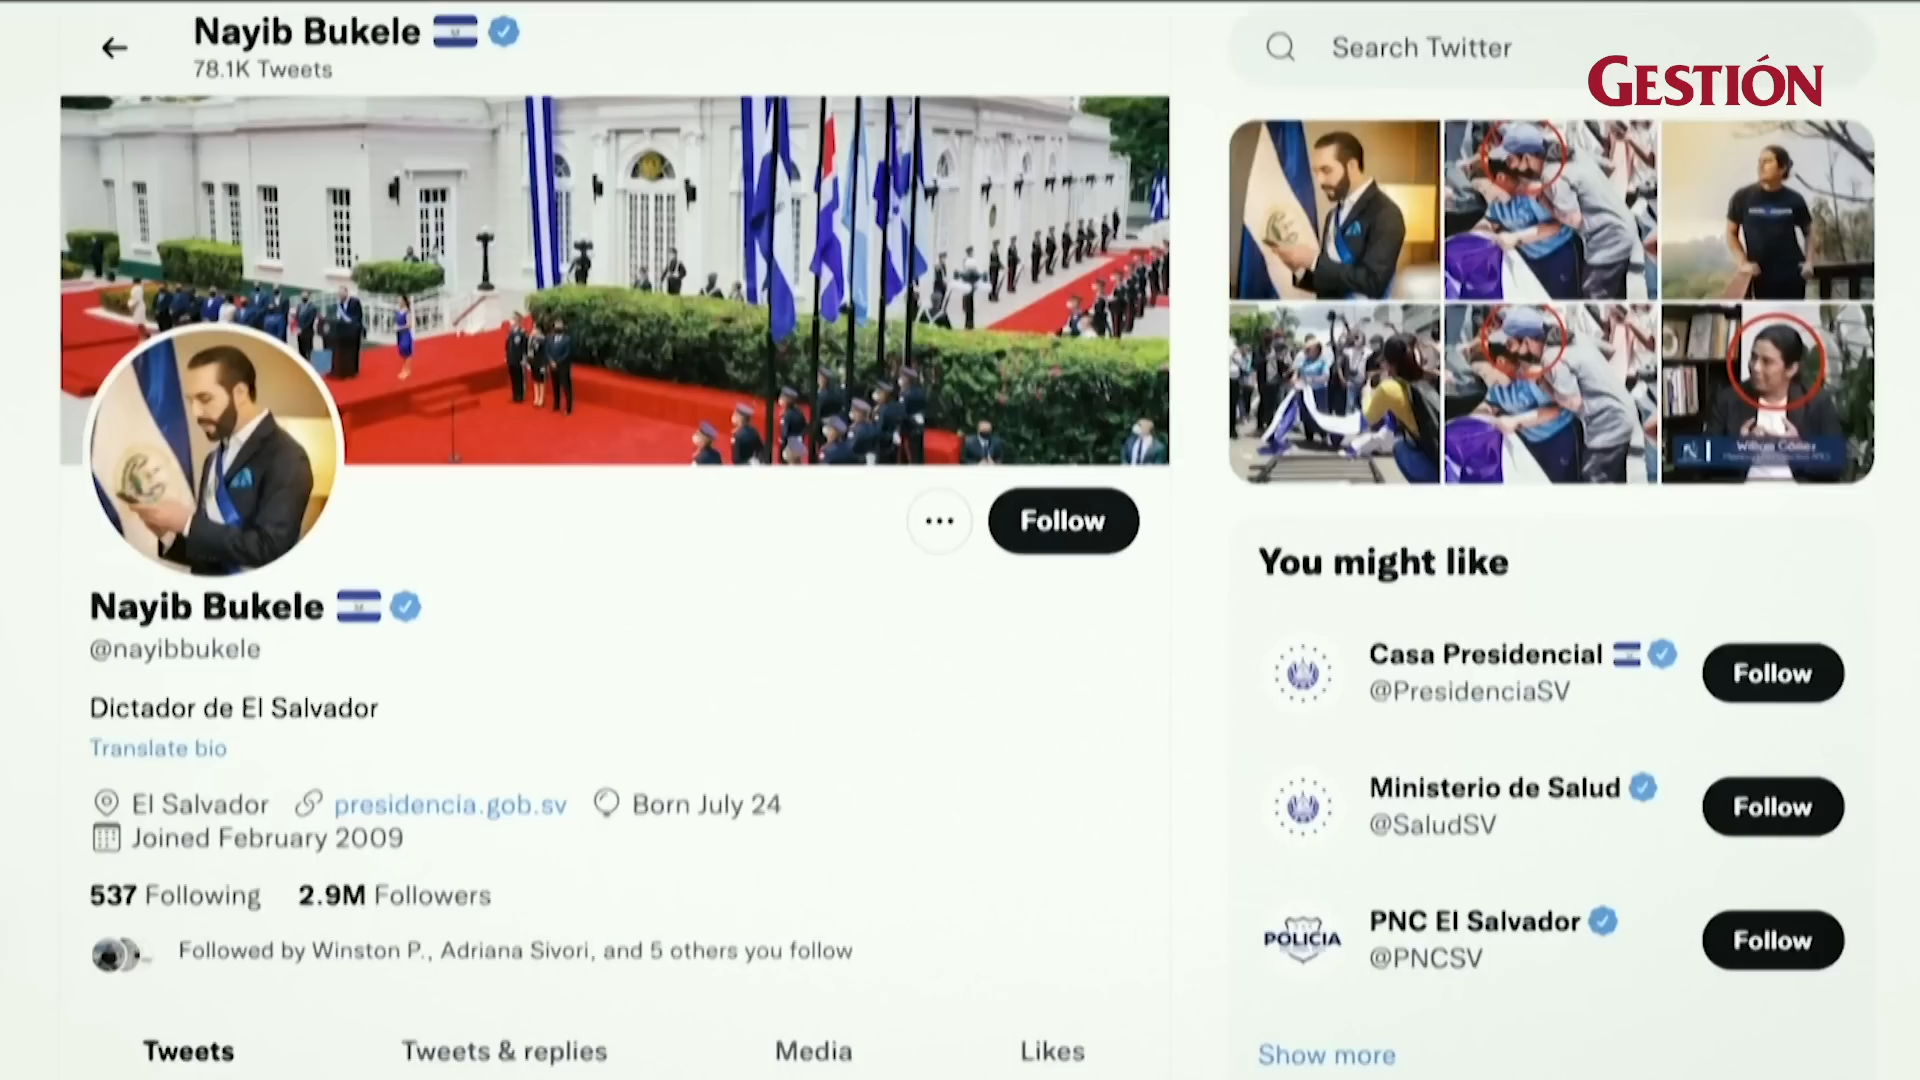 Nayib Bukele
78.1K Tweets
Search Twitter
GESTIÓN
Follow
Nayib Bukele
@nayibbukele
Dictador de El Salvador
Translate bio
El Salvador presidencia.gob.sv Born July 24
Joined February 2009
537 Following 2.9M Followers
Followed by Winston P., Adriana Sivori, and 5 others you follow
Tweets Tweets & replies Media Likes
William Gómez
You might like
Casa Presidencial
@PresidenciaSV
Follow
Ministerio de Salud
@SaludSV
Follow
POLICIA
PNC El Salvador
@PNCSV
Follow
Show more